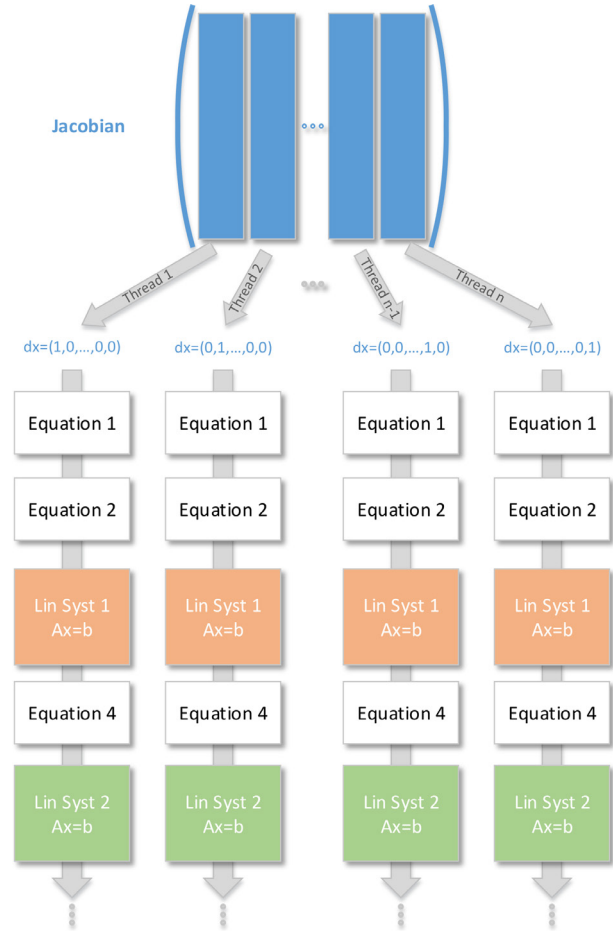 Jacobian
Thread 1
Thread 2
Thread n-1
Thread n
dx=(1,0,...,0,0)
dx=(0,1,...,0,0)
dx=(0,0,...,1,0)
dx=(0,0,...,0,1)
Equation 1
Equation 1
Equation 1
Equation 1
Equation 2
Equation 2
Equation 2
Equation 2
Lin Syst 1
Ax=b
Lin Syst 1
Ax=b
Lin Syst 1
Ax=b
Lin Syst 1
Ax=b
Equation 4
Equation 4
Equation 4
Equation 4
Lin Syst 2
Ax=b
Lin Syst 2
Ax=b
Lin Syst 2
Ax=b
Lin Syst 2
Ax=b